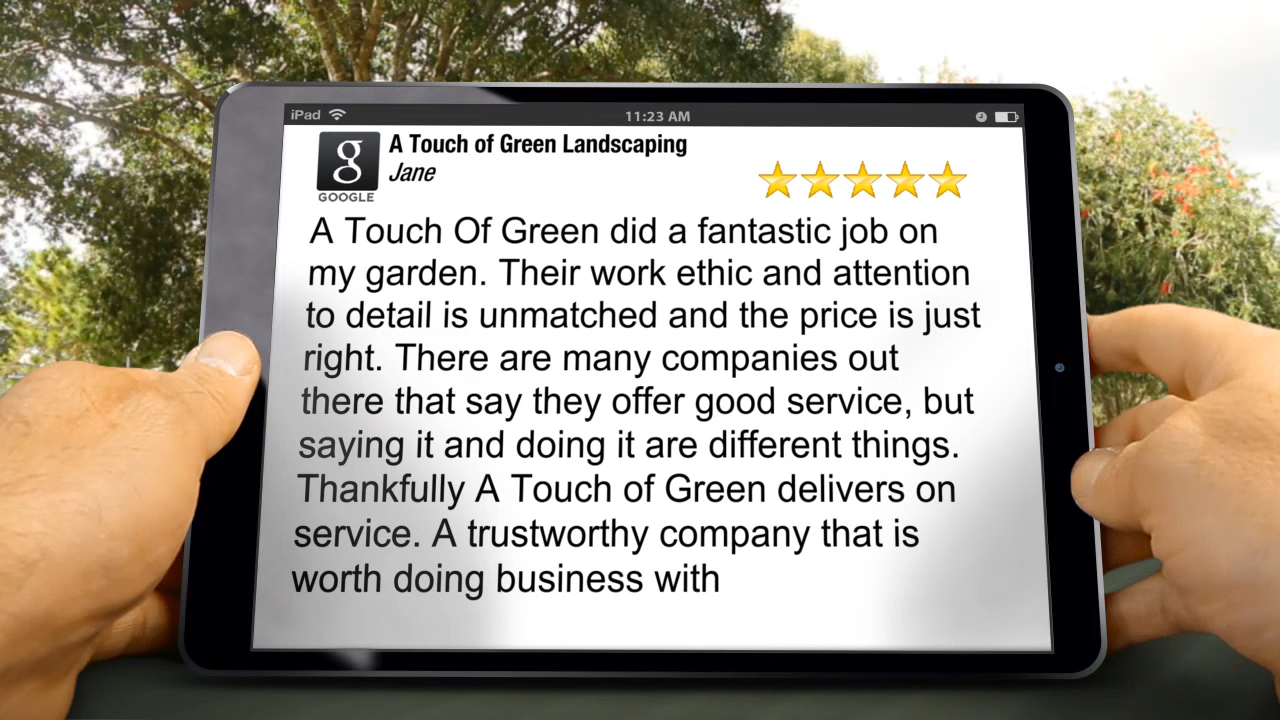 iPad 11:23 AM
g
GOOGLE
A Touch of Green Landscaping
Jane
A Touch Of Green did a fantastic job on
my garden. Their work ethic and attention
to detail is unmatched and the price is just
right. There are many companies out
there that say they offer good service, but
saying it and doing it are different things.
Thankfully A Touch of Green delivers on
service. A trustworthy company that is
worth doing business with